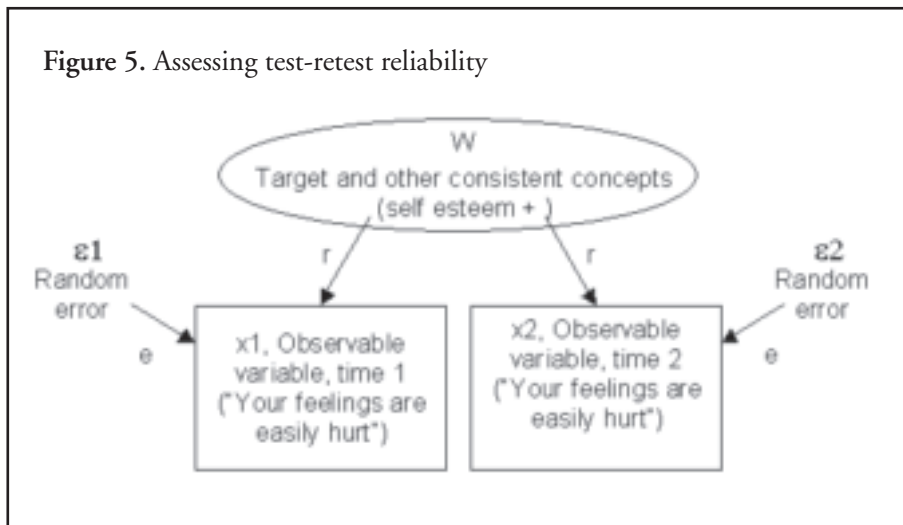 Figure 5. Assessing test-retest reliability
W
Target and other consistent concepts
(self esteem + )
r
r
ε1
Random
error
e
ε2
Random
error
e
x1, Observable
variable, time 1
("Your feelings are
easily hurt")
x2, Observable
variable, time 2
("Your feelings are
easily hurt")